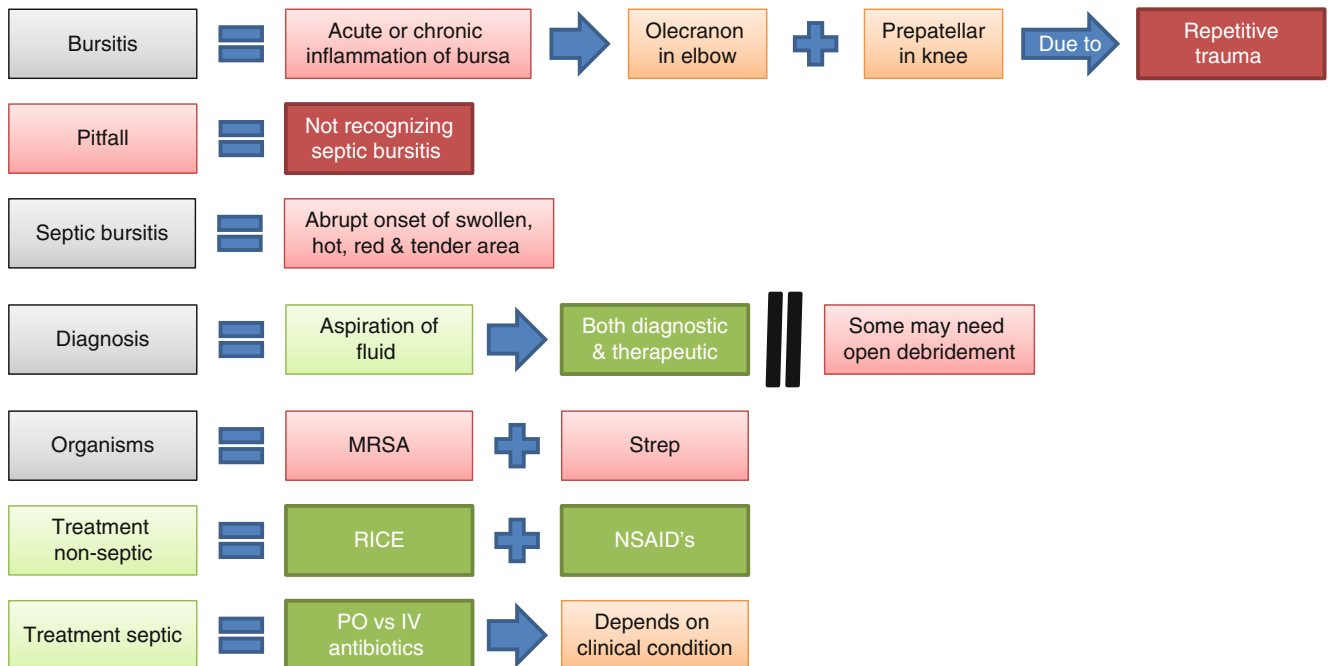 Bursitis
Acute or chronic
inflammation of bursa
Olecranon
in elbow
Prepatellar
in knee
Due to
Repetitive
trauma
Pitfall
Not recognizing
septic bursitis
Septic bursitis
Abrupt onset of swollen,
hot, red & tender area
Diagnosis
Aspiration of
fluid
Both diagnostic
& therapeutic
Some may need
open debridement
Organisms
MRSA
Strep
Treatment
non-septic
RICE
NSAID's
Treatment septic
PO vs IV
antibiotics
Depends on
clinical condition